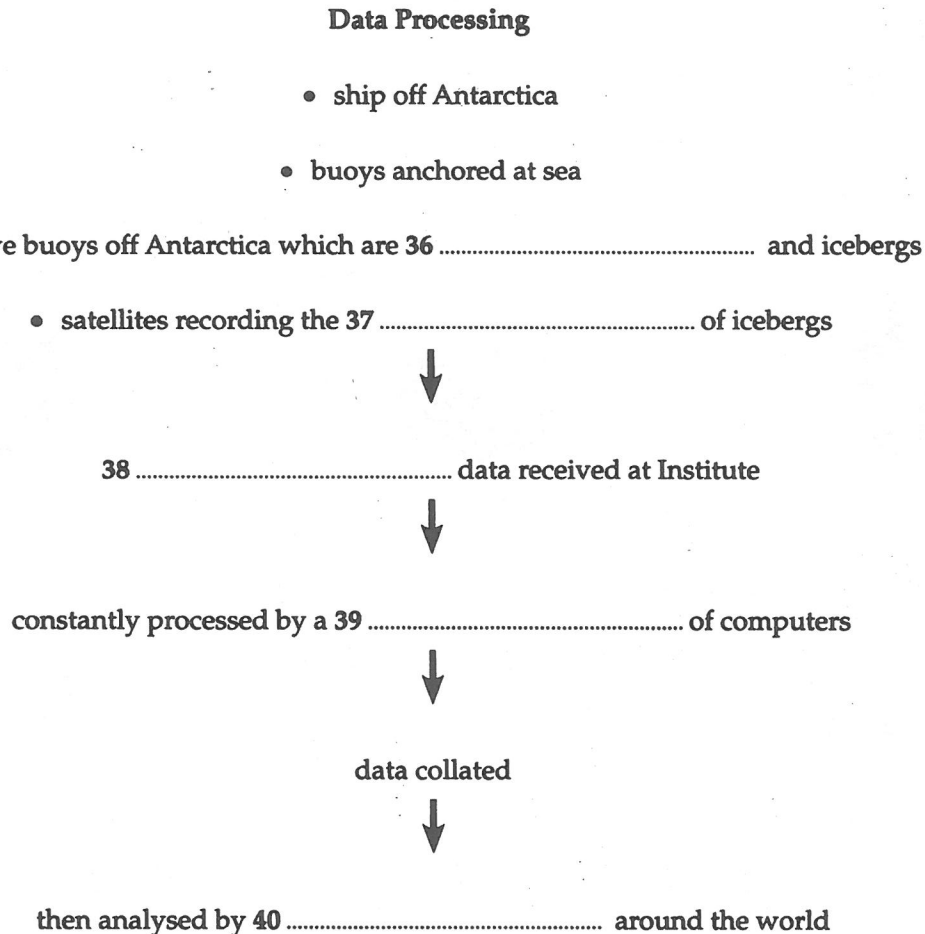 Data Processing
• ship off Antarctica
• buoys anchored at sea
buoys off Antarctica which are 36 .......................................................... and icebergs
• satellites recording the 37 .......................................................... of icebergs
38 .......................................................... data received at Institute
constantly processed by a 39 .......................................................... of computers
data collated
then analysed by 40 .......................................................... around the world